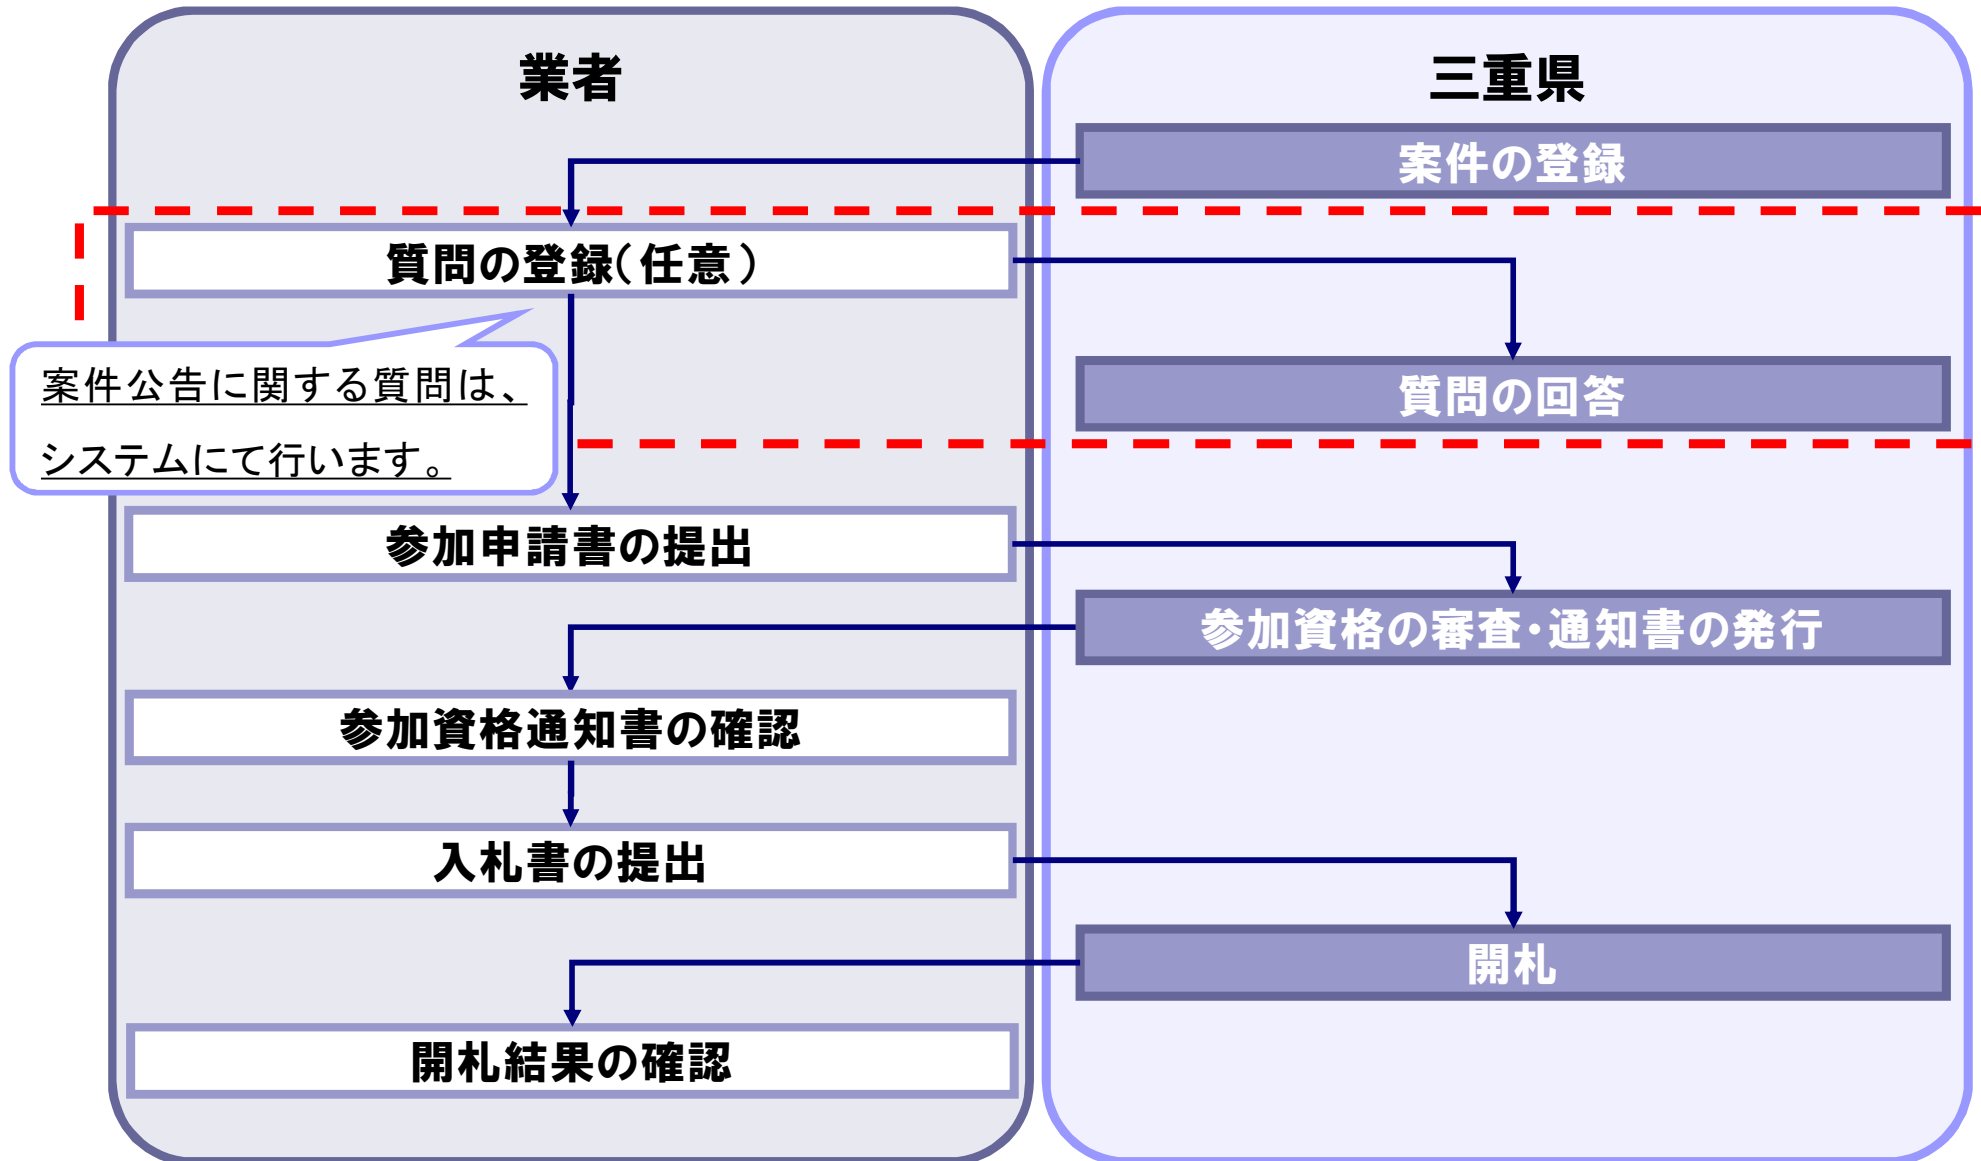 業者
三重県
案件の登録
質問の登録(任意)
案件公告に関する質問は、
システムにて行います。
質問の回答
参加申請書の提出
参加資格の審査・通知書の発行
参加資格通知書の確認
入札書の提出
開札
開札結果の確認